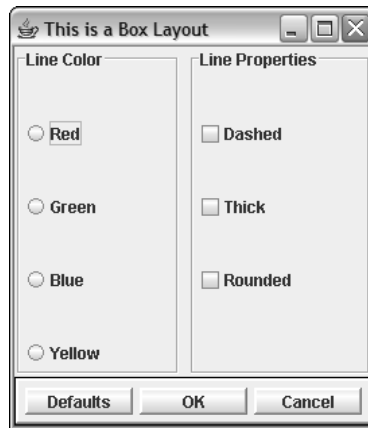 This is a Box Layout
Line Color
Line Properties
Red
Dashed
Green
Thick
Blue
Rounded
Yellow
Defaults
OK
Cancel